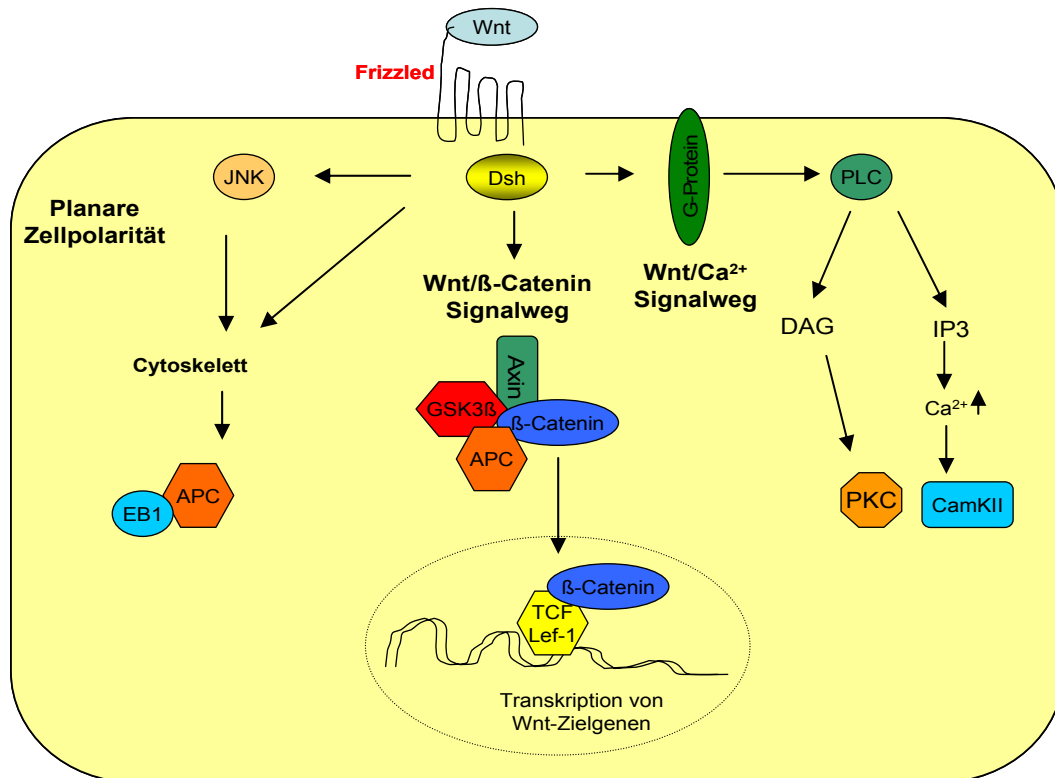 Wnt
Frizzled
JNK
Dsh
G-Protein
PLC
Planare
Zellpolarität
Wnt/ß-Catenin
Signalweg
Wnt/Ca²⁺
Signalweg
DAG
IP3
Cytoskelett
Axin
GSK3ß
ß-Catenin
Ca²⁺
APC
APC
EB1
PKC
CamKII
ß-Catenin
TCF
Lef-1
Transkription von
Wnt-Zielgenen